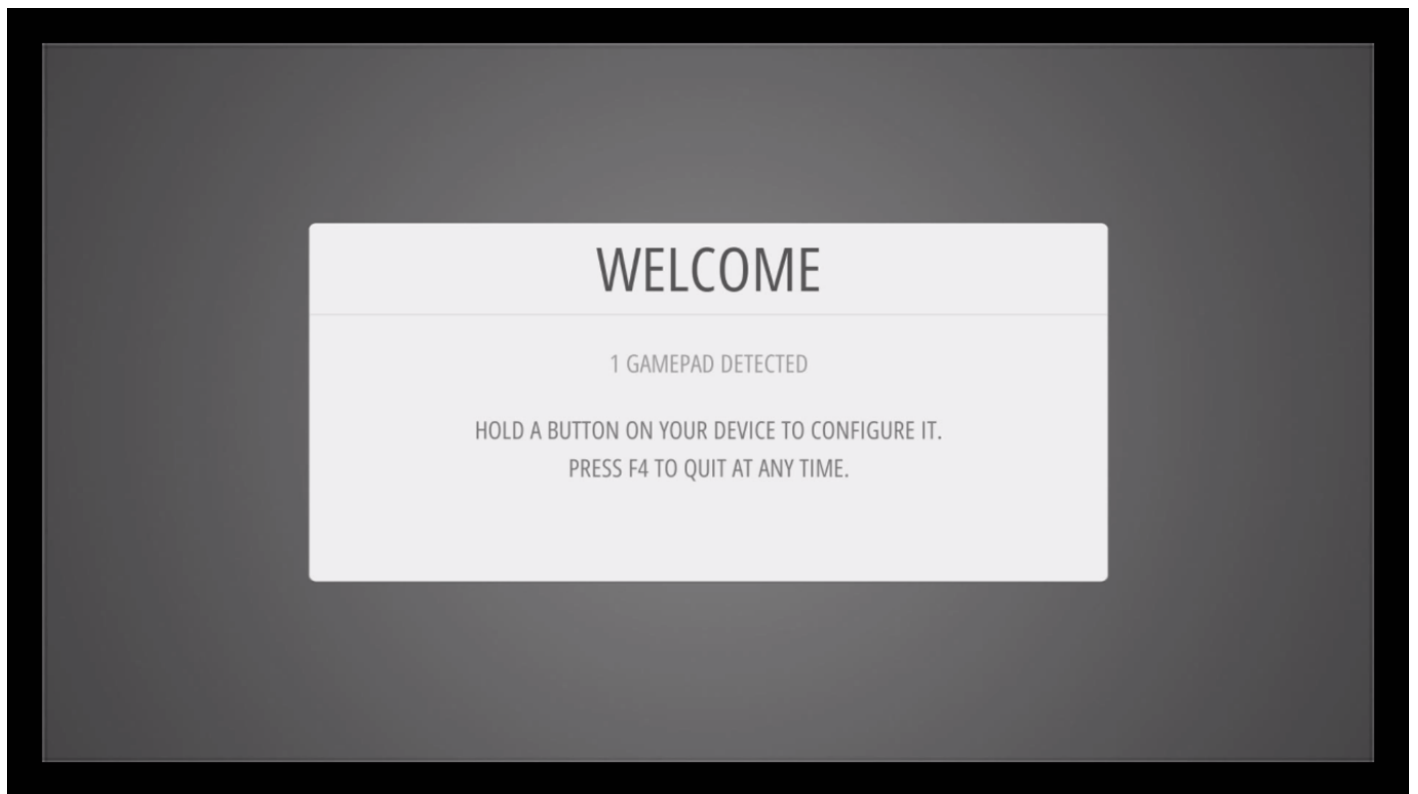 WELCOME
1 GAMEPAD DETECTED
HOLD A BUTTON ON YOUR DEVICE TO CONFIGURE IT.
PRESS F4 TO QUIT AT ANY TIME.